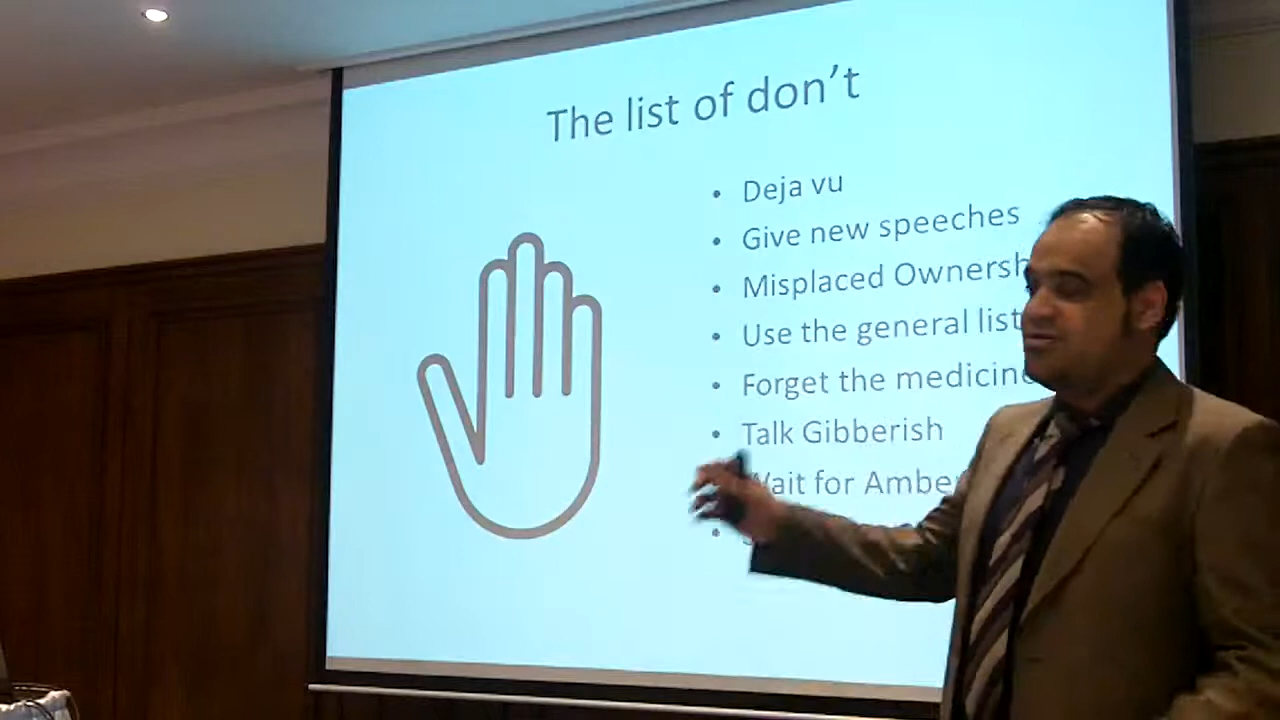 The list of don't
• Deja vu
• Give new speeches
• Misplaced Ownersh
• Use the general list
• Forget the medicine
• Talk Gibberish
• Wait for Amber